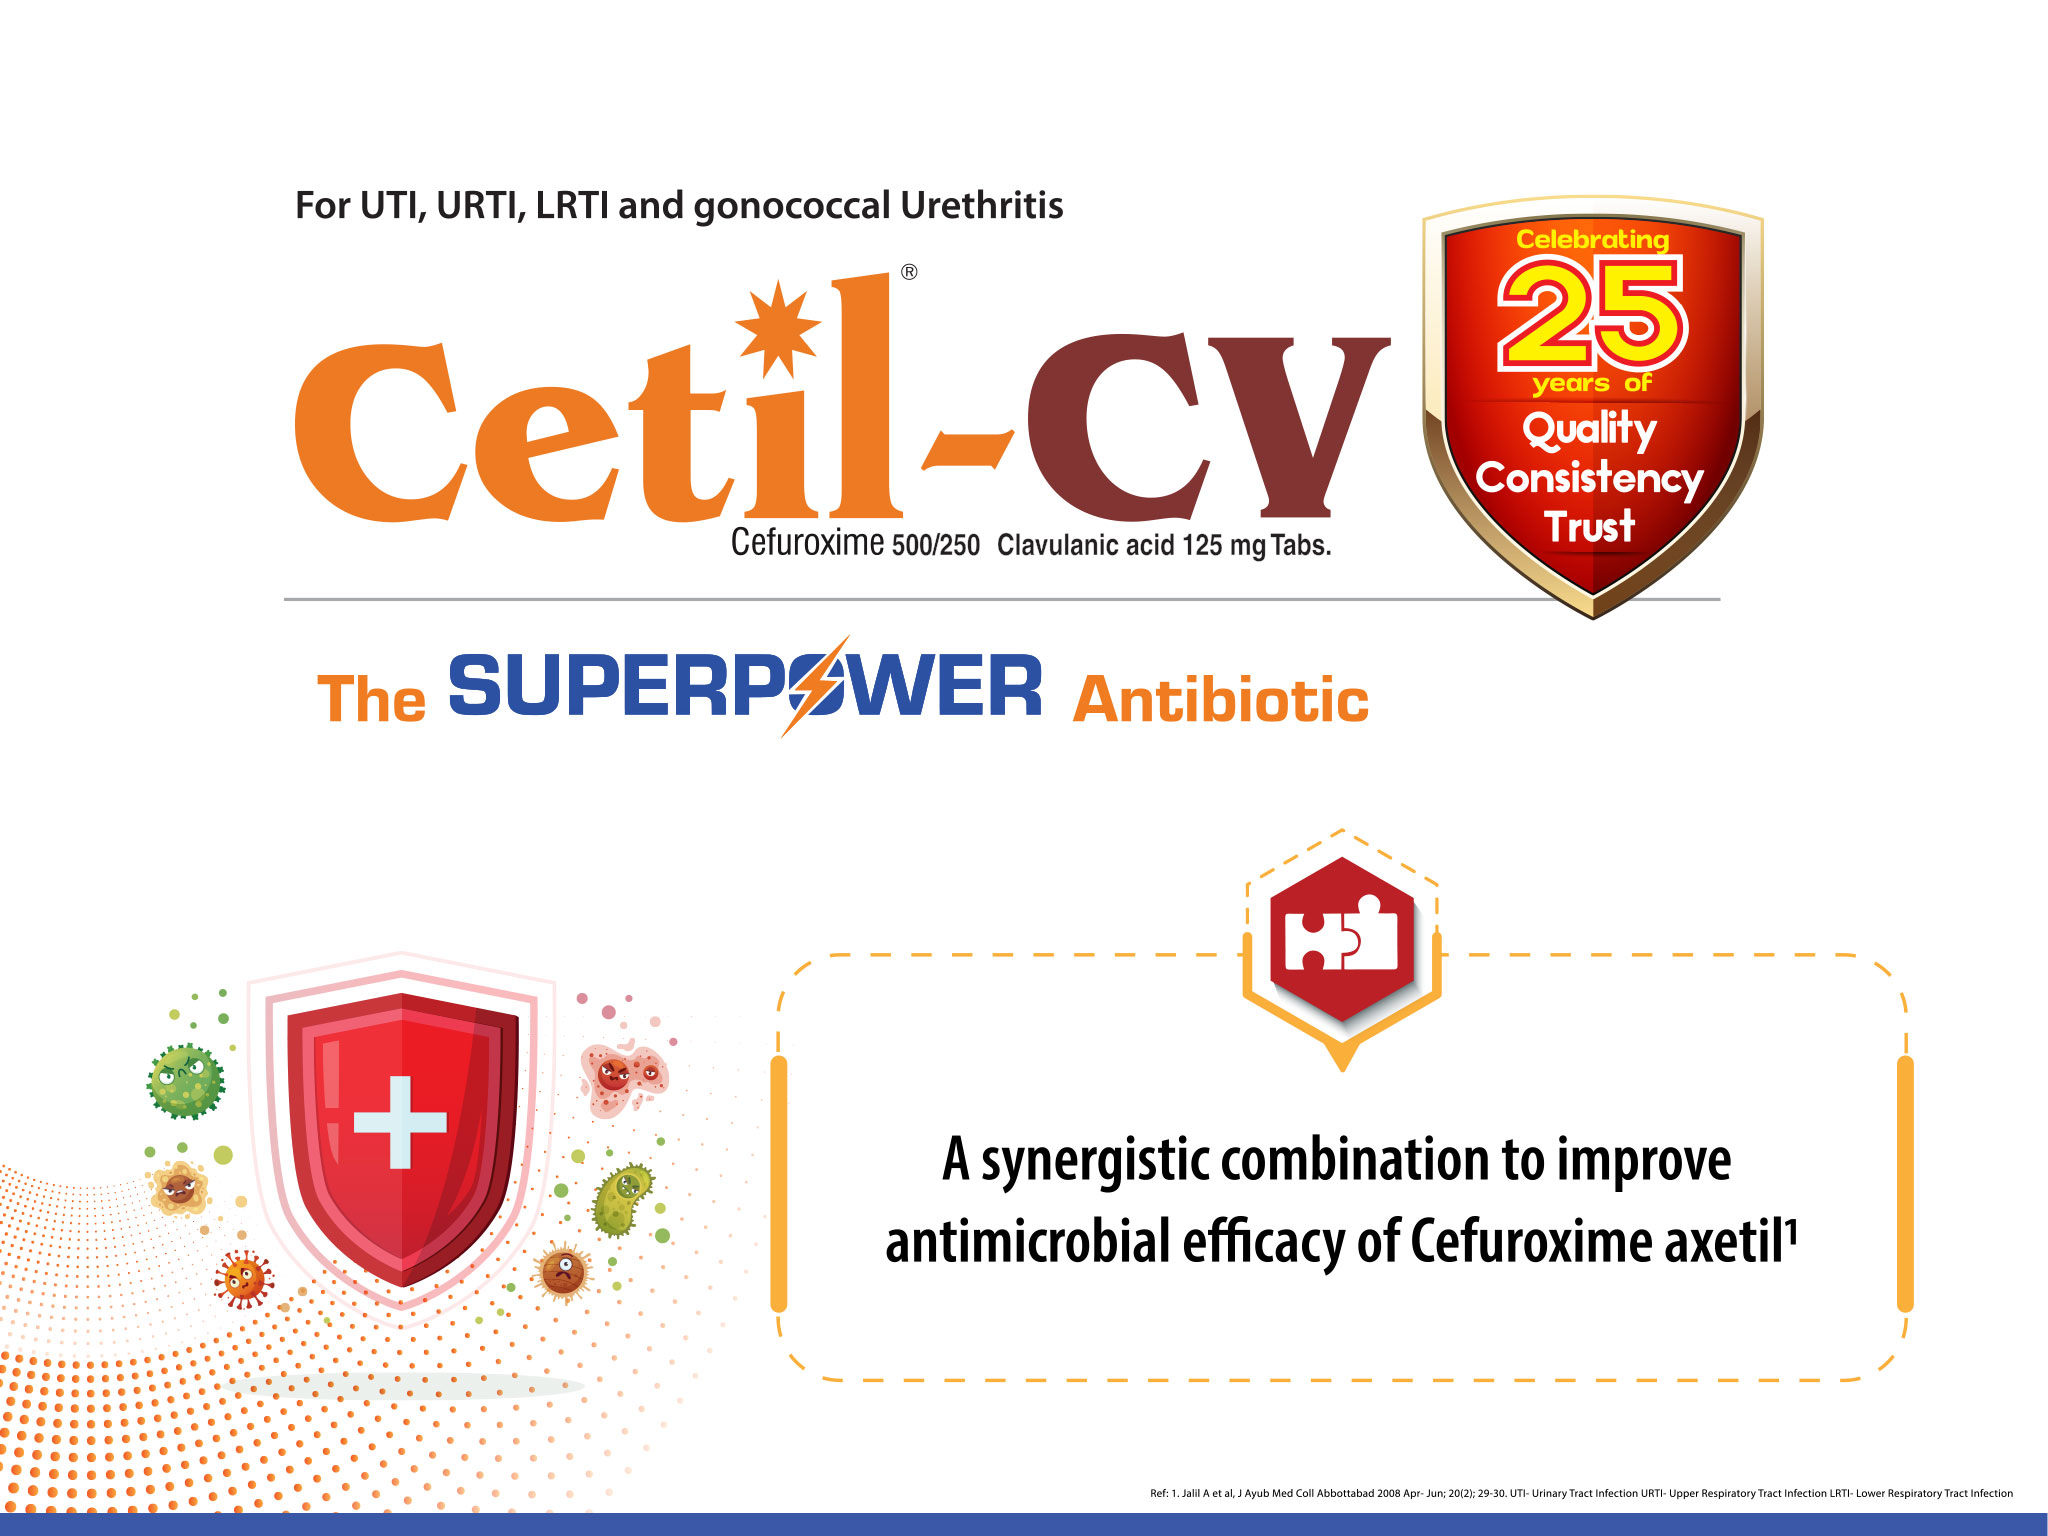 For UTI, URTI, LRTI and gonococcal Urethritis
Cetil-CV®
Cefuroxime 500/250 Clavulanic acid 125 mg Tabs.
Celebrating
25
years of
Quality
Consistency
Trust
The SUPERPOWER Antibiotic
A synergistic combination to improve
antimicrobial efficacy of Cefuroxime axetil¹
Ref: 1. Jalil A et al, J Ayub Med Coll Abbottabad 2008 Apr- Jun; 20(2); 29-30. UTI- Urinary Tract Infection URTI- Upper Respiratory Tract Infection LRTI- Lower Respiratory Tract Infection